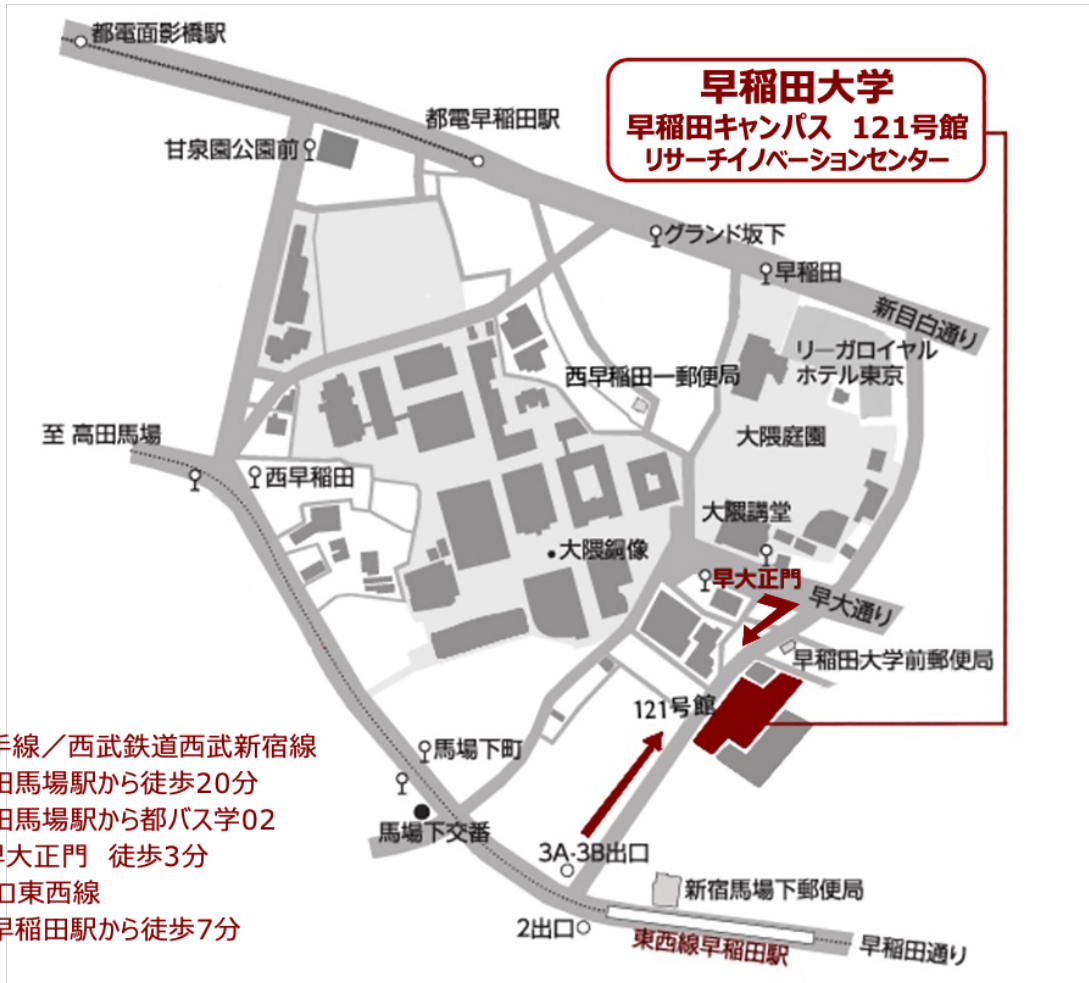 都電面影橋駅
早稲田大学
早稲田キャンパス 121号館
リサーチイノベーションセンター
都電早稲田駅
甘泉園公園前
グランド坂下
早稲田
新目白通り
リーガロイヤル
ホテル東京
西早稲田一郵便局
至 高田馬場
大隈庭園
西早稲田
大隈講堂
大隈銅像
早大正門
早大通り
早稲田大学前郵便局
121号館
手線／西武鉄道西武新宿線
田馬場駅から徒歩20分
田馬場駅から都バス学02
早大正門 徒歩3分
口東西線
早稲田駅から徒歩7分
馬場下町
馬場下交番
3A-3B出口
新宿馬場下郵便局
2出口
東西線早稲田駅
早稲田通り